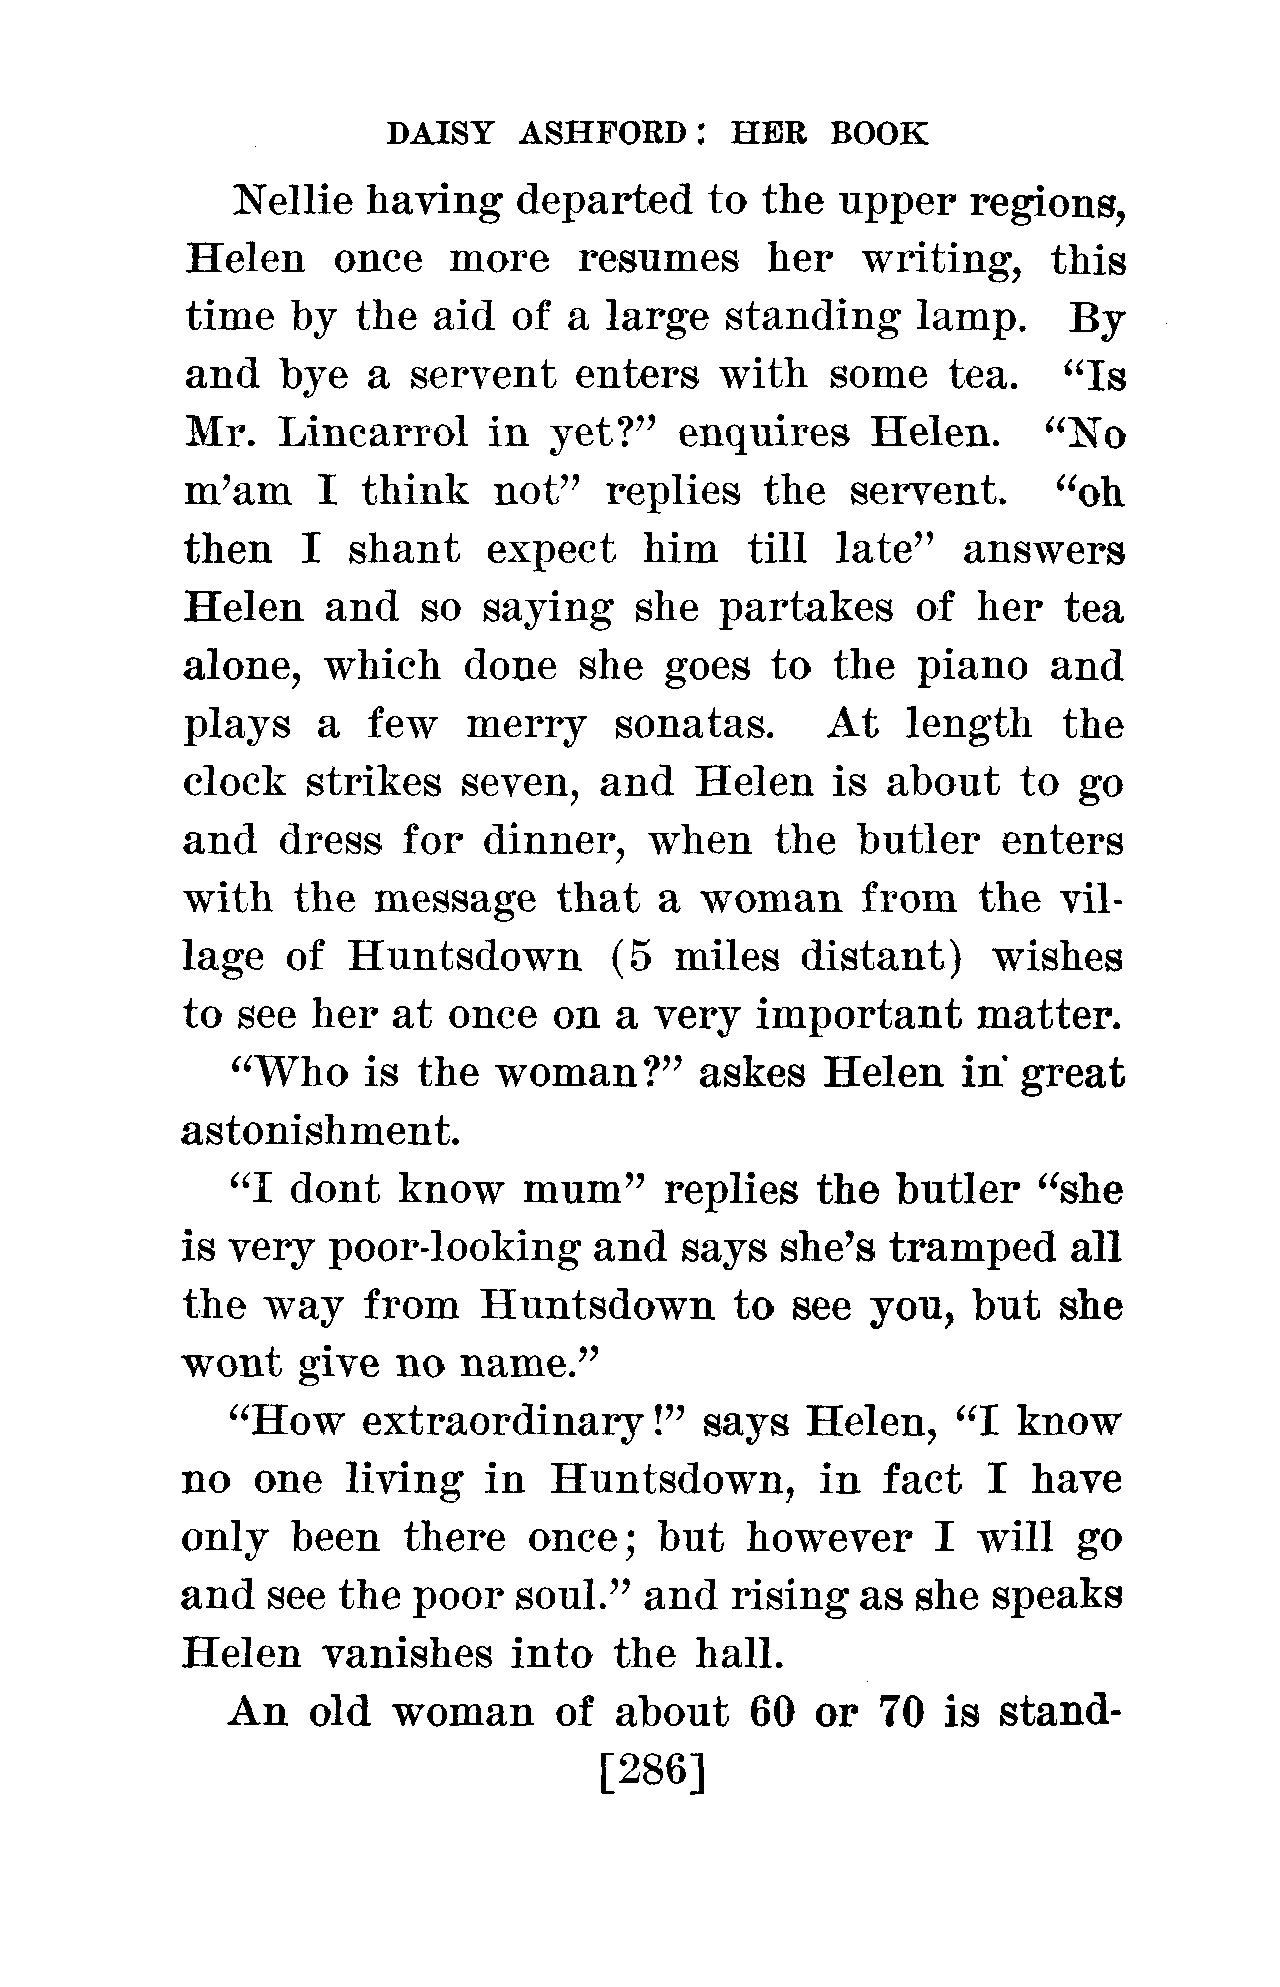 DAISY ASHFORD: HER BOOK
Nellie having departed to the upper regions,
Helen once more resumes her writing, this
time by the aid of a large standing lamp. By
and bye a servent enters with some tea. “Is
Mr. Lincarrol in yet?” enquires Helen. “No
m’am I think not” replies the servent. “oh
then I shant expect him till late” answers
Helen and so saying she partakes of her tea
alone, which done she goes to the piano and
plays a few merry sonatas. At length the
clock strikes seven, and Helen is about to go
and dress for dinner, when the butler enters
with the message that a woman from the vil-
lage of Huntsdown (5 miles distant) wishes
to see her at once on a very important matter.
“Who is the woman?” askes Helen in great
astonishment.
“I dont know mum” replies the butler “she
is very poor-looking and says she’s tramped all
the way from Huntsdown to see you, but she
wont give no name.”
“How extraordinary!” says Helen, “I know
no one living in Huntsdown, in fact I have
only been there once; but however I will go
and see the poor soul.” and rising as she speaks
Helen vanishes into the hall.
An old woman of about 60 or 70 is stand-
[286]